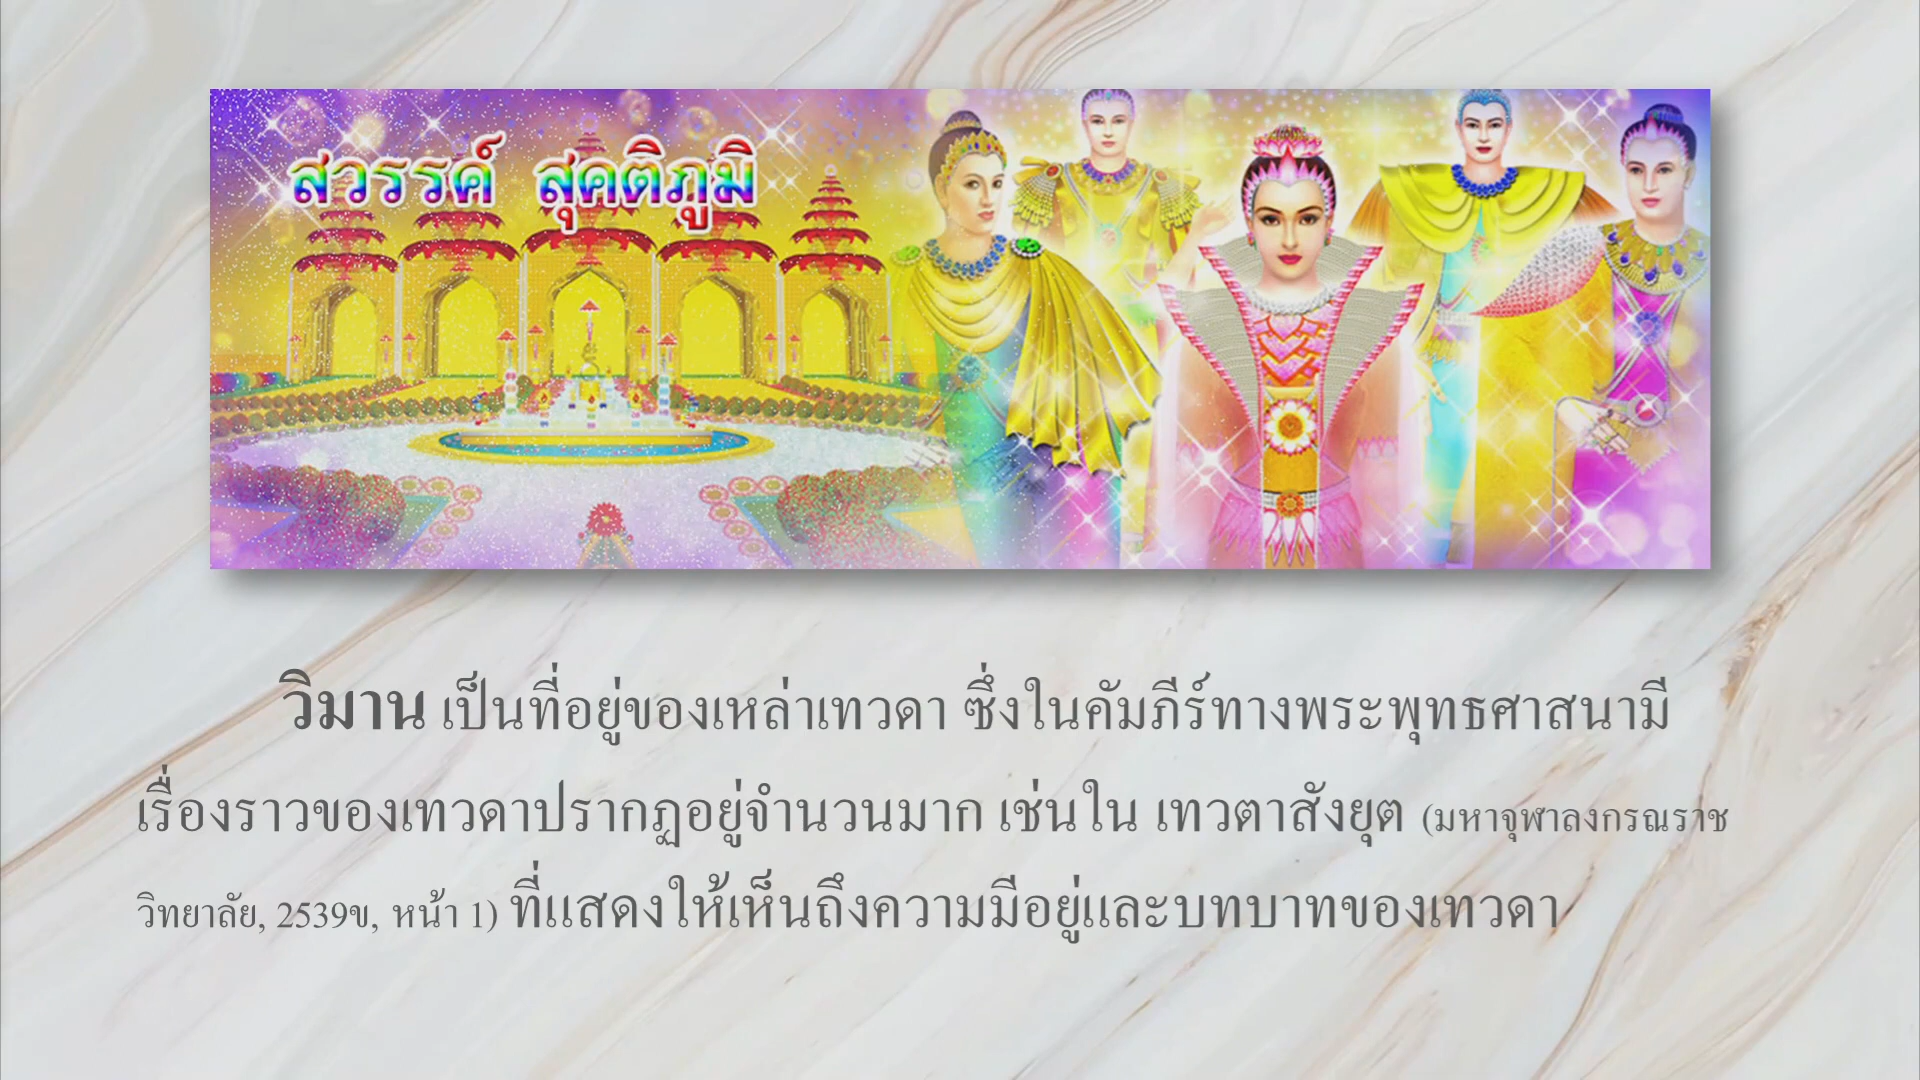 สวรรค์ สุคติภูมิ
วิมาน เป็นที่อยู่ของเหล่าเทวดา ซึ่งในคัมภีร์ทางพระพุทธศาสนามี
เรื่องราวของเทวดาปรากฏอยู่จำนวนมาก เช่นใน เทวตาสังยุต (มหาจุฬาลงกรณราช
วิทยาลัย, 2539ข, หน้า 1) ที่แสดงให้เห็นถึงความมีอยู่และบทบาทของเทวดา